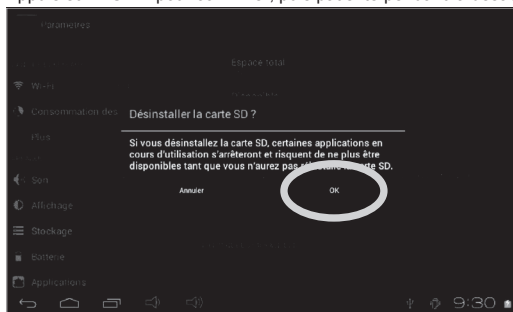 Paramètres
Espace total
Wi-Fi
Consommation des
Désinstaller la carte SD ?
Plus
Si vous désinstallez la carte SD, certaines applications en
cours d'utilisation s'arrêteront et risquent de ne plus être
disponibles tant que vous n'aurez pas la carte SD.
Son
Annuler
OK
Affichage
Stockage
Batterie
Applications
9:30